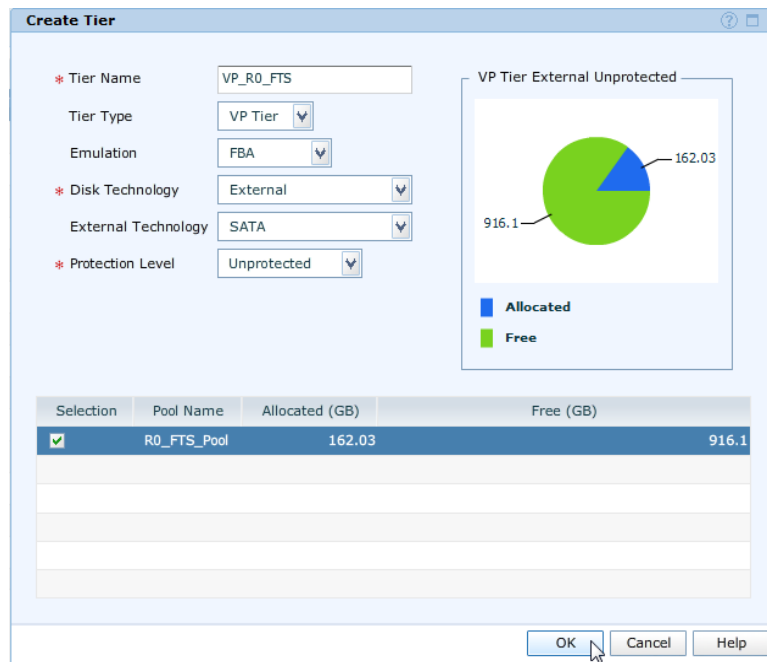 Create Tier
* Tier Name VP_R0_FTS
Tier Type VP Tier
Emulation FBA
* Disk Technology External
External Technology SATA
* Protection Level Unprotected
VP Tier External Unprotected
162.03
916.1
Allocated
Free
Selection Pool Name Allocated (GB) Free (GB)
R0_FTS_Pool 162.03 916.1
OK Cancel Help